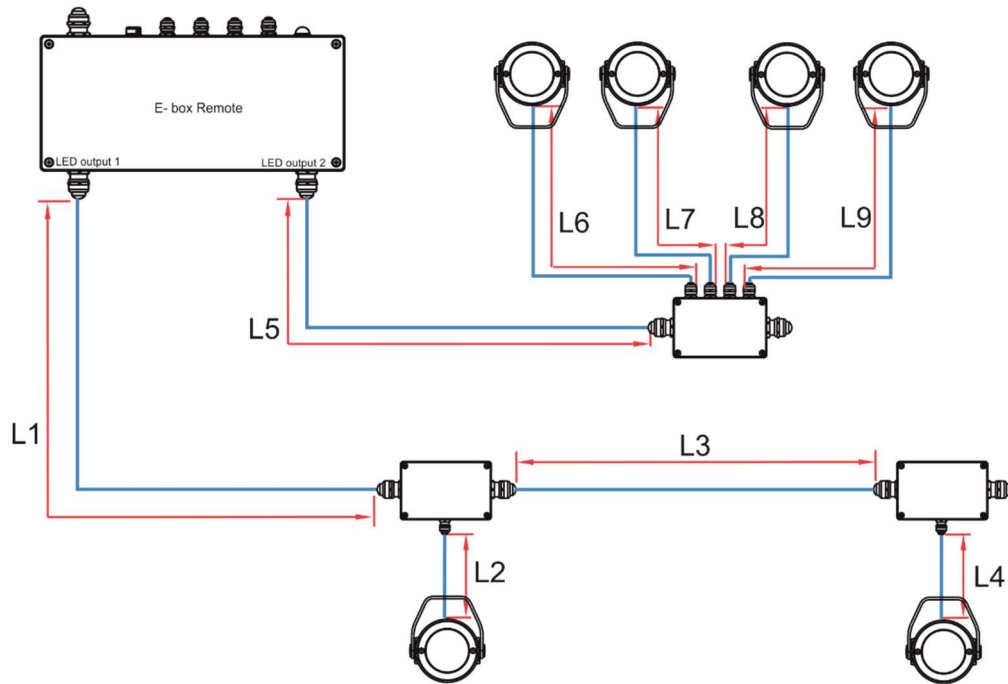 E- box Remote
LED output 1
LED output 2
L6
L7
L8
L9
L5
L1
L3
L2
L4